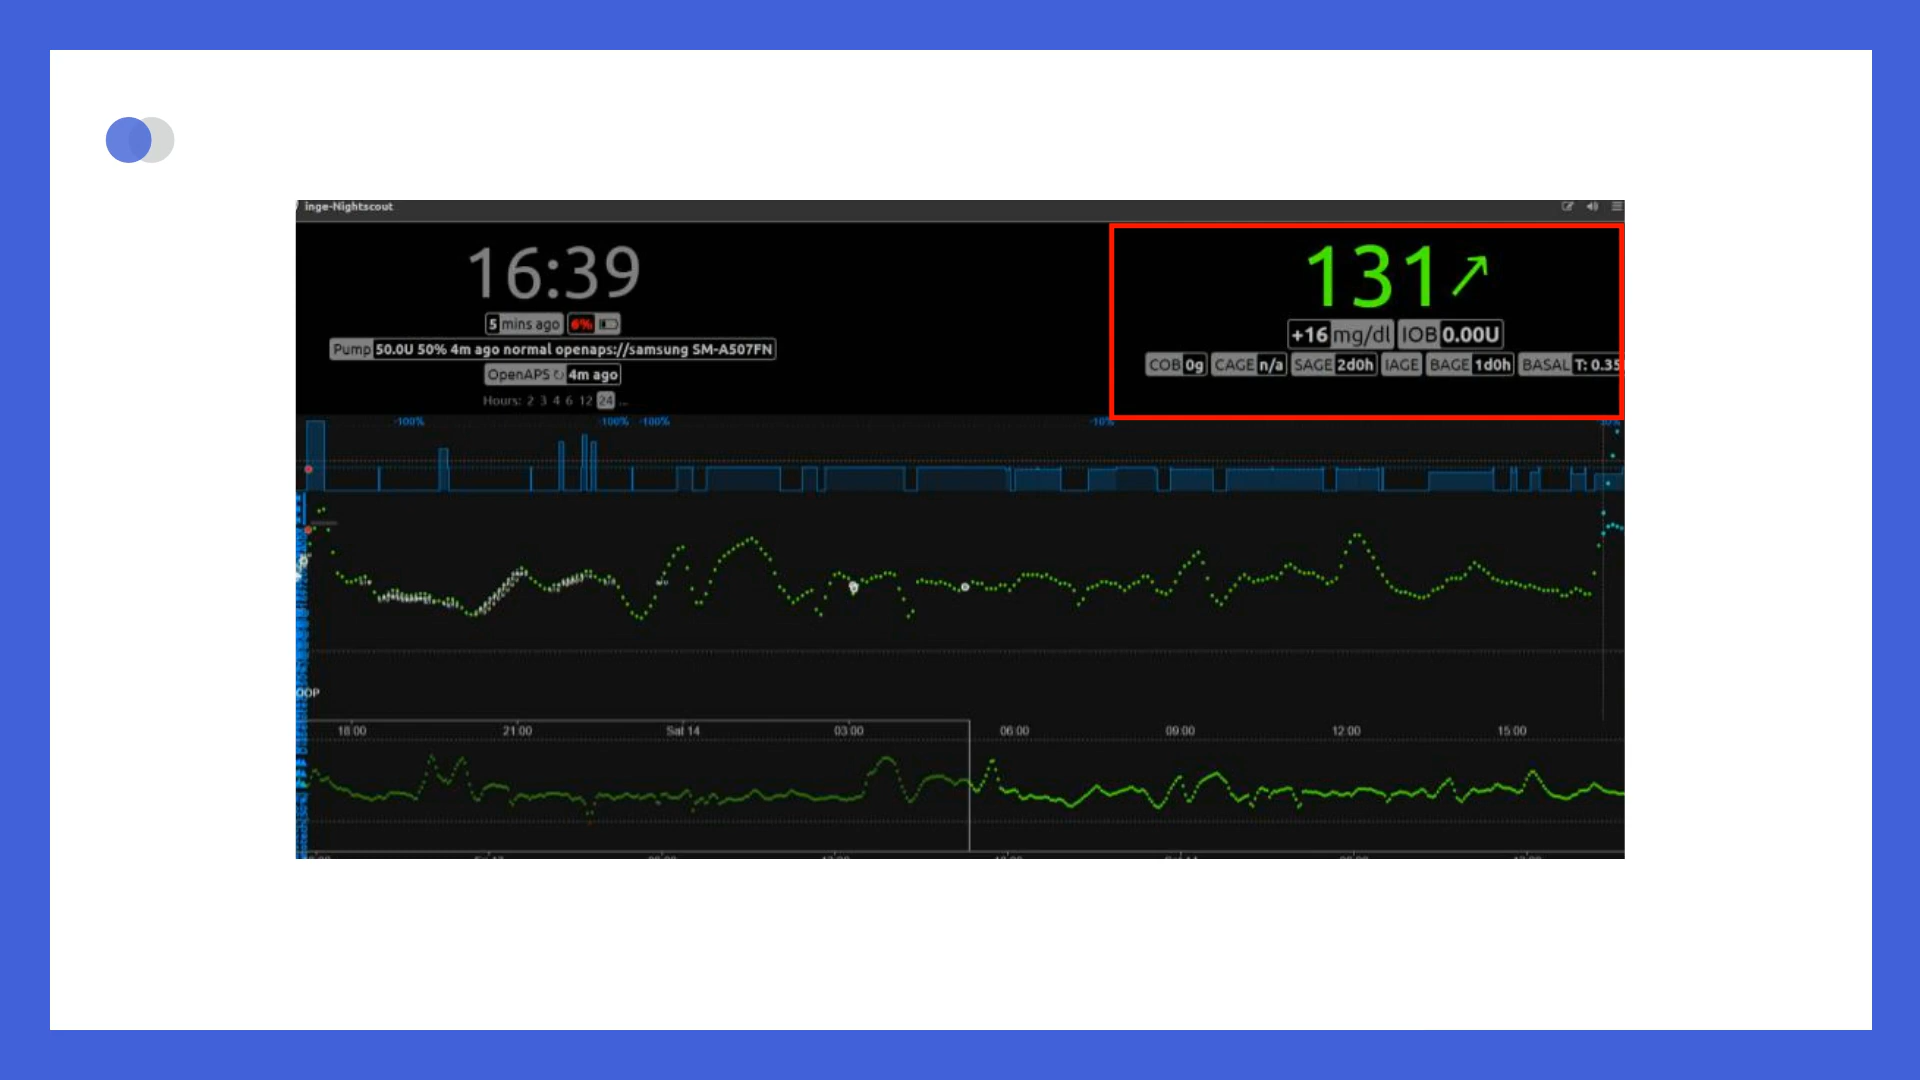 inge-Nightscout
16:39
5 mins ago 6%
Pump 50.0U 50% 4m ago normal openaps://samsung SM-A507FN
OpenAPS ↻ 4m ago
Hours: 2 3 4 6 12 24 ...
131↗
+16 mg/dl IOB 0.00U
COB 0g CAGE n/a SAGE 2d0h IAGE BAGE 1d0h BASAL T: 0.35
-100% -100% -100% -10%
OOP
18:00 21:00 Sat 14 03:00 06:00 09:00 12:00 15:00